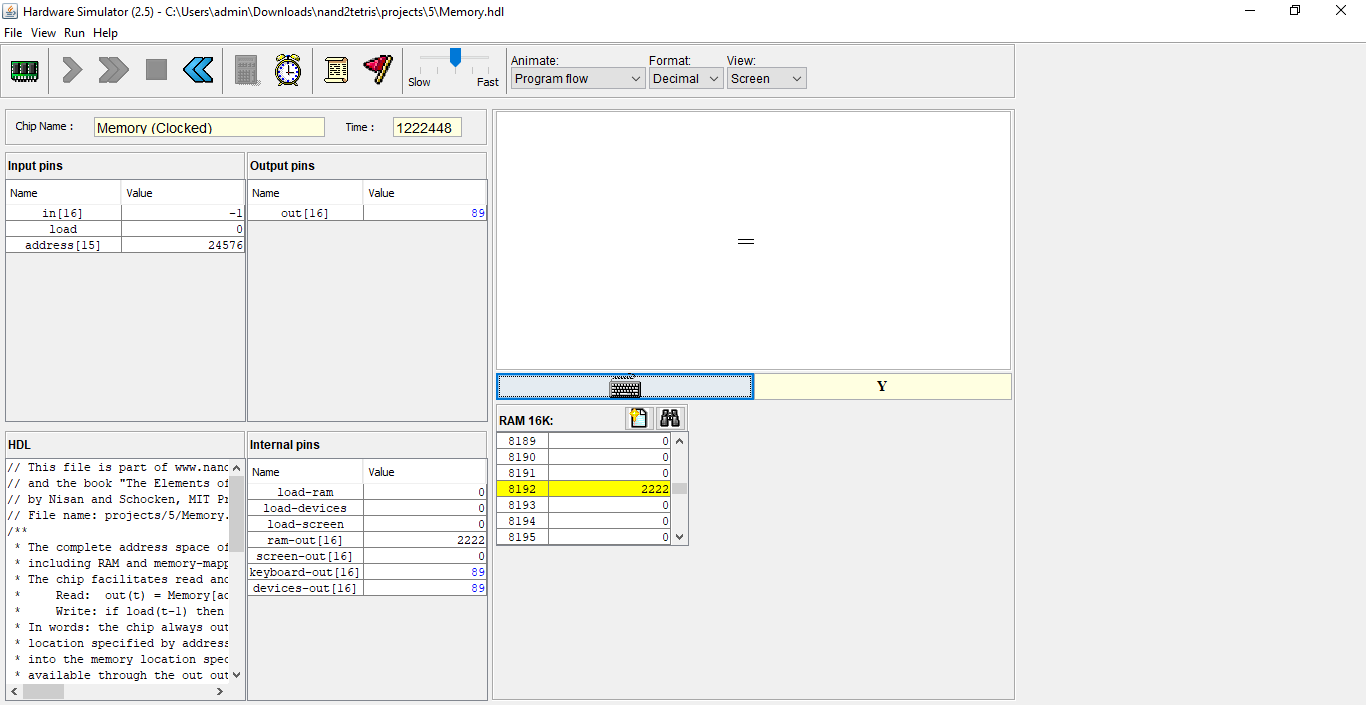 Hardware Simulator (2.5) - C:\Users\admin\Downloads\nand2tetris\projects\5\Memory.hdl
File View Run Help
Slow Fast
Animate: Format: View:
Program flow Decimal Screen
Chip Name : Memory (Clocked) Time : 1222448
Input pins
Name Value
in[16] -1
load 0
address[15] 24576
Output pins
Name Value
out[16] 89
HDL
// This file is part of www.nand
// and the book "The Elements of
// by Nisan and Schocken, MIT Pr
// File name: projects/5/Memory.
/**
* The complete address space of
* including RAM and memory-mapp
* The chip facilitates read and
* Read: out(t) = Memory[ad
* Write: if load(t-1) then
* In words: the chip always out
* location specified by address
* into the memory location spec
* available through the out out
Internal pins
Name Value
load-ram 0
load-devices 0
load-screen 0
ram-out[16] 2222
screen-out[16] 0
keyboard-out[16] 89
devices-out[16] 89
Y
RAM 16K:
8189 0
8190 0
8191 0
8192 2222
8193 0
8194 0
8195 0